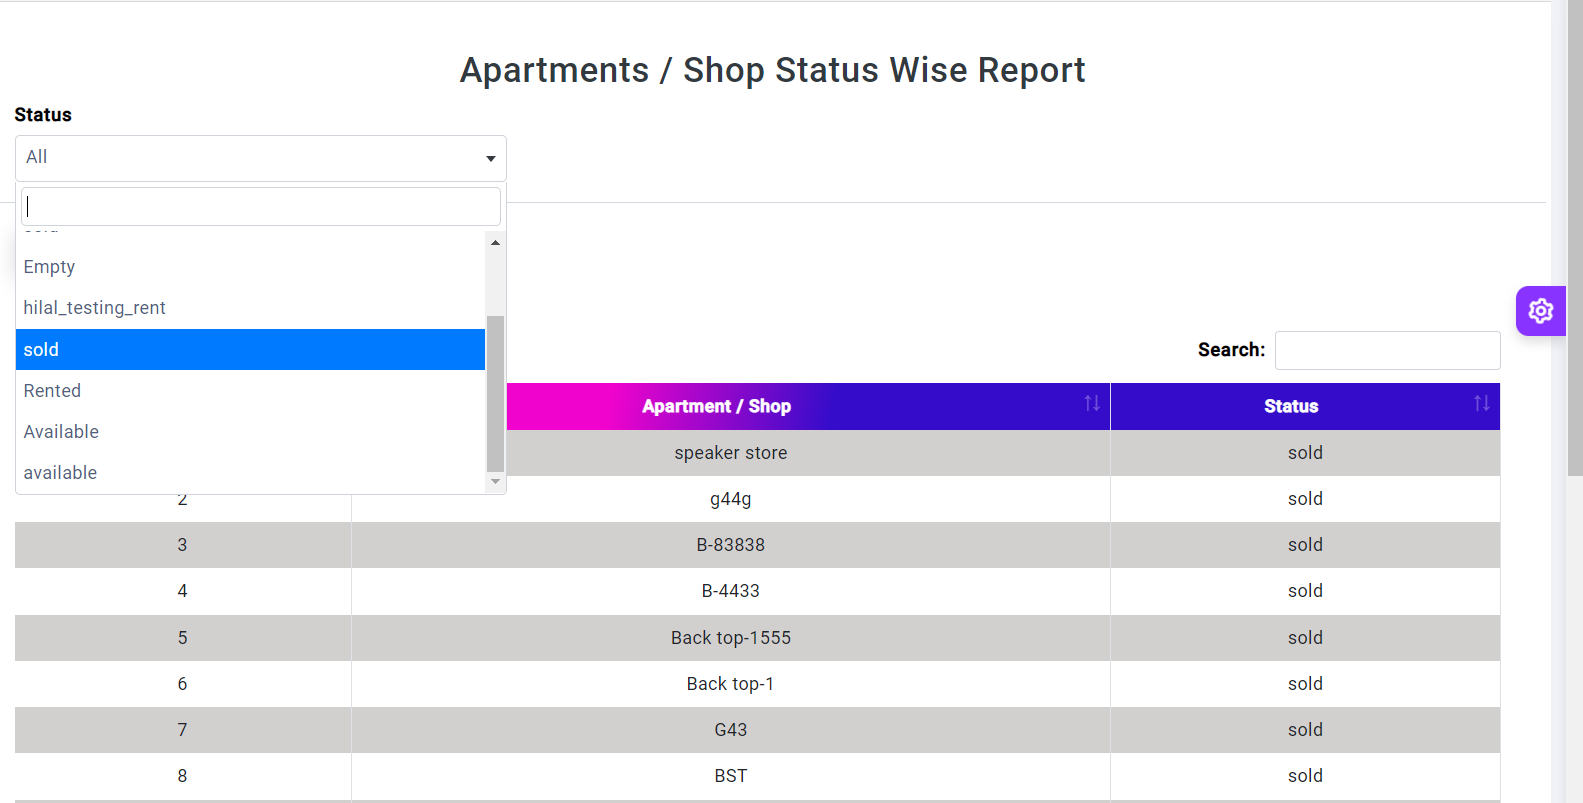 Apartments / Shop Status Wise Report
Status
All
Empty
hilal_testing_rent
sold
Rented
Available
available
Search:
Apartment / Shop Status
speaker store sold
2 g44g sold
3 B-83838 sold
4 B-4433 sold
5 Back top-1555 sold
6 Back top-1 sold
7 G43 sold
8 BST sold